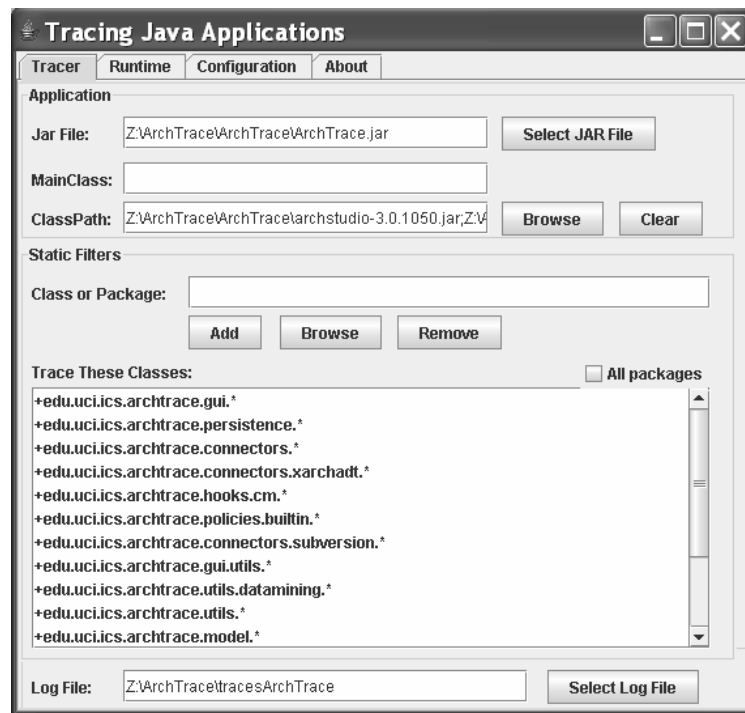 Tracing Java Applications
Tracer Runtime Configuration About
Application
Jar File: Z:\ArchTrace\ArchTrace\ArchTrace.jar Select JAR File
MainClass:
ClassPath: Z:\ArchTrace\ArchTrace\archstudio-3.0.1050.jar;Z:\A Browse Clear
Static Filters
Class or Package:
Add Browse Remove
Trace These Classes: All packages
+edu.uci.ics.archtrace.gui.*
+edu.uci.ics.archtrace.persistence.*
+edu.uci.ics.archtrace.connectors.*
+edu.uci.ics.archtrace.connectors.xarchadt.*
+edu.uci.ics.archtrace.hooks.cm.*
+edu.uci.ics.archtrace.policies.builtin.*
+edu.uci.ics.archtrace.connectors.subversion.*
+edu.uci.ics.archtrace.gui.utils.*
+edu.uci.ics.archtrace.utils.datamining.*
+edu.uci.ics.archtrace.utils.*
+edu.uci.ics.archtrace.model.*
Log File: Z:\ArchTrace\tracesArchTrace Select Log File